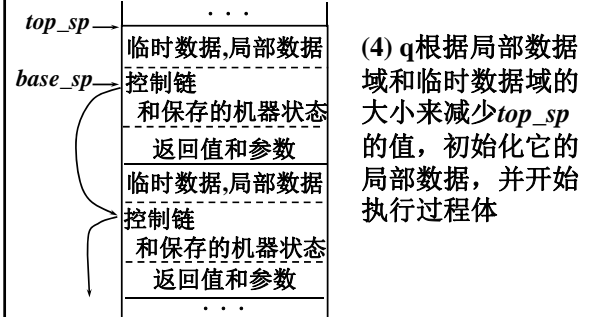 . . .
top_sp
临时数据,局部数据
base_sp
控制链
和保存的机器状态
返回值和参数
临时数据,局部数据
控制链
和保存的机器状态
返回值和参数
. . .
(4) q根据局部数据
域和临时数据域的
大小来减少top_sp
的值，初始化它的
局部数据，并开始
执行过程体